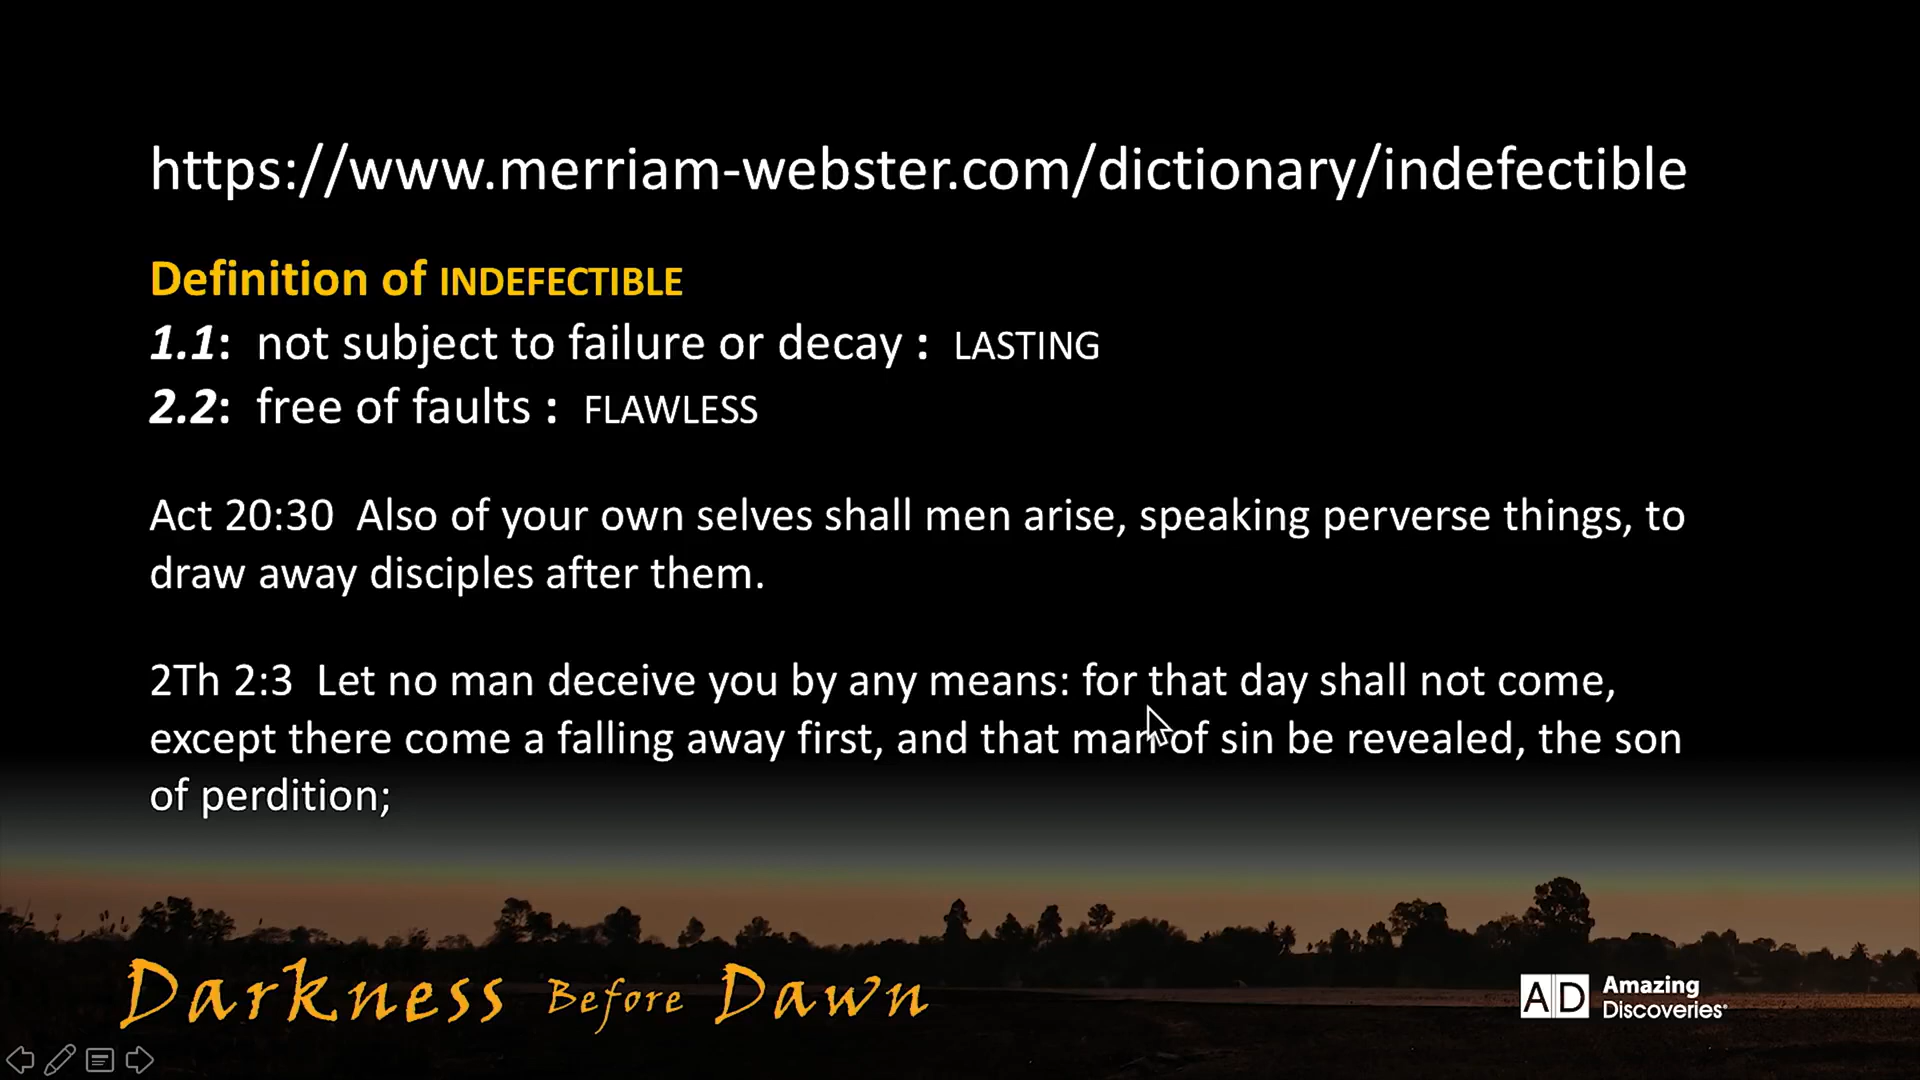 https://www.merriam-webster.com/dictionary/indefectible
Definition of INDEFECTIBLE
1.1: not subject to failure or decay : LASTING
2.2: free of faults : FLAWLESS
Act 20:30 Also of your own selves shall men arise, speaking perverse things, to
draw away disciples after them.
2Th 2:3 Let no man deceive you by any means: for that day shall not come,
except there come a falling away first, and that man of sin be revealed, the son
of perdition;
Darkness Before Dawn
AD Amazing
Discoveries